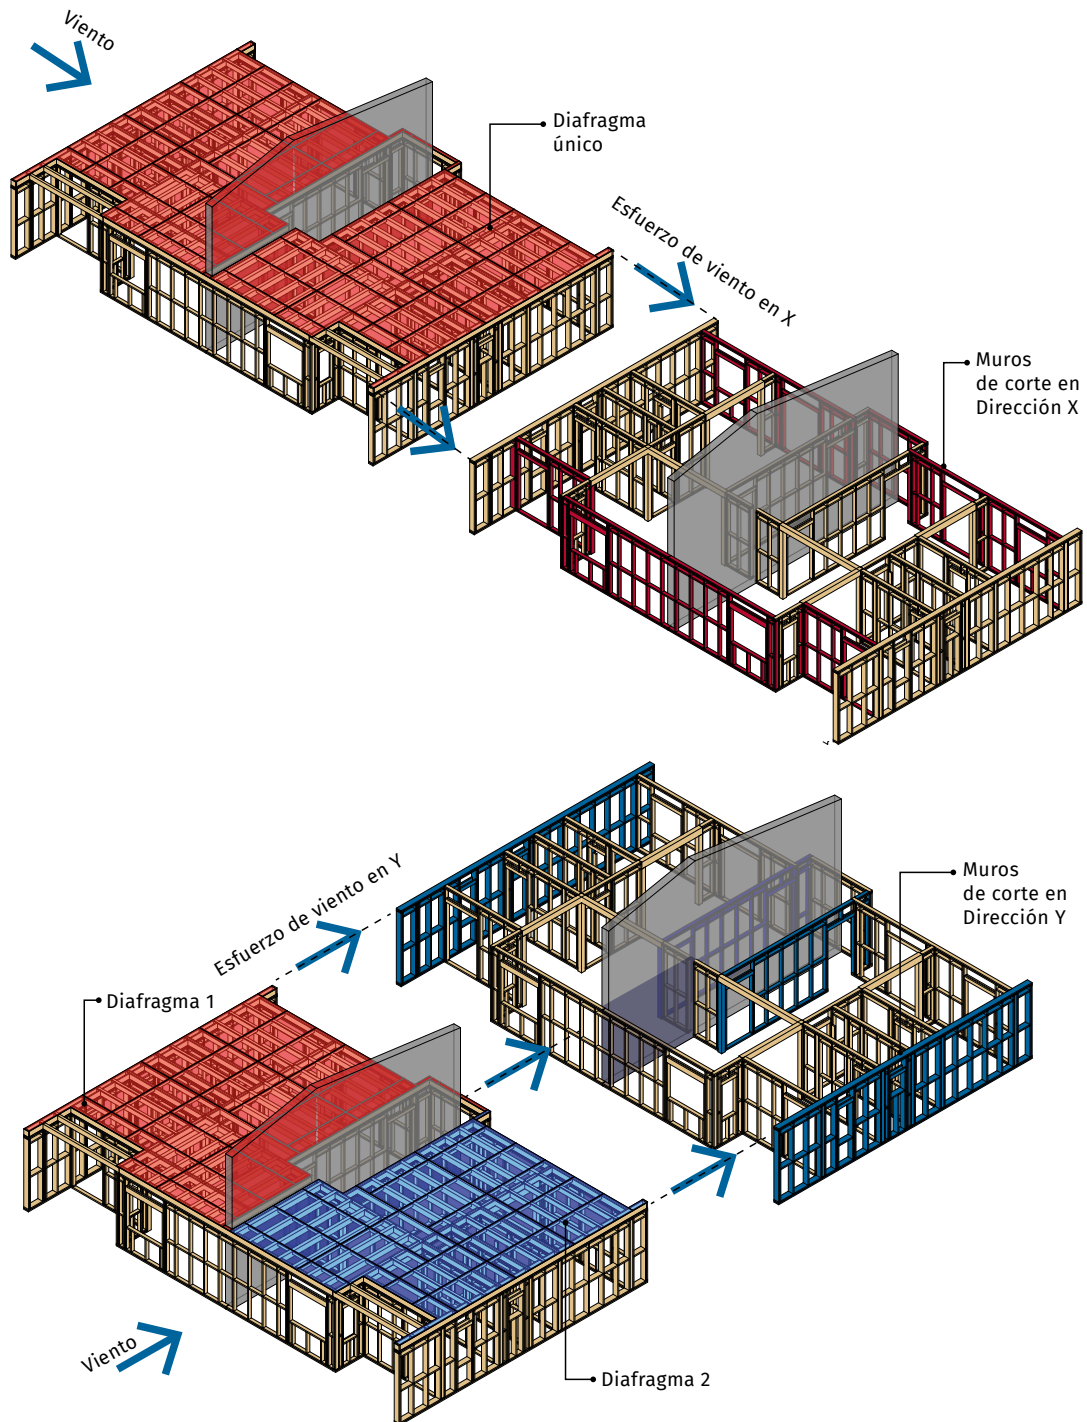 Viento
Diafragma
único
Esfuerzo de viento en X
Muros
de corte en
Dirección X
Esfuerzo de viento en Y
Muros
de corte en
Dirección Y
Diafragma 1
Viento
Diafragma 2